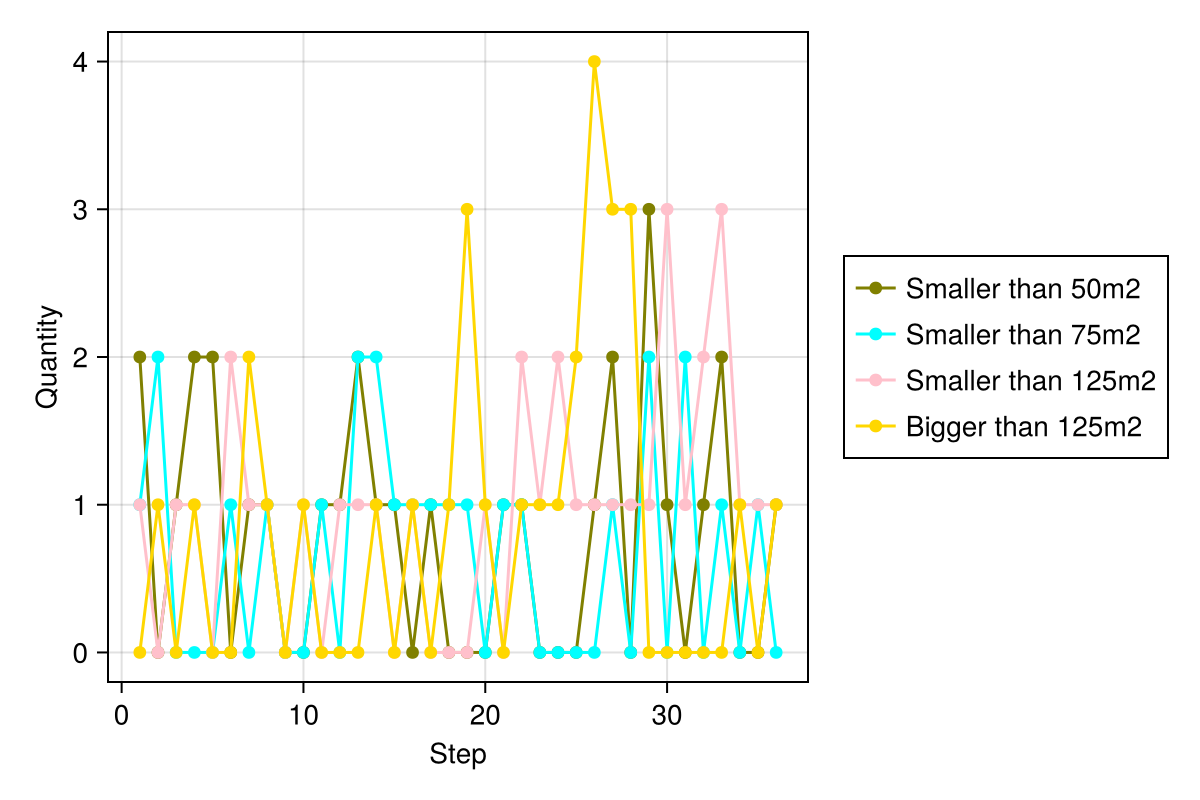 4
3
2
1
0
Quantity
0 10 20 30
Step
Smaller than 50m2
Smaller than 75m2
Smaller than 125m2
Bigger than 125m2